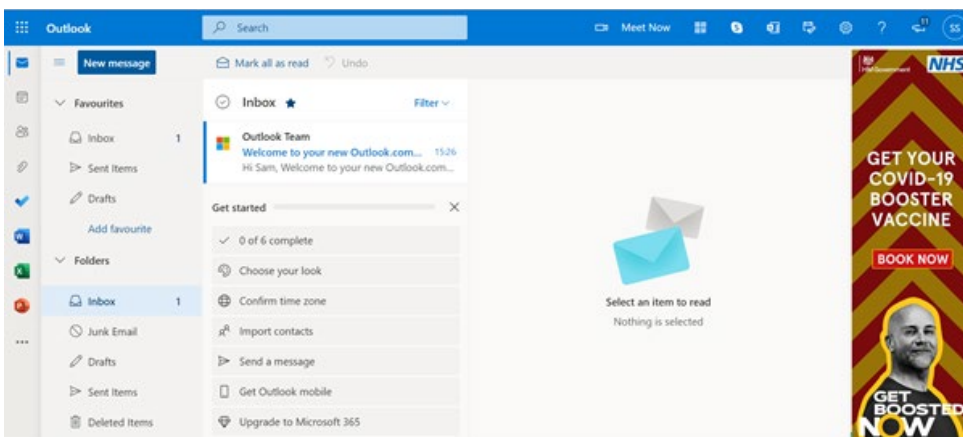 Outlook
Search
Meet Now
11
SS
New message
Mark all as read
Undo
Favourites
Inbox 1
Sent Items
Drafts
Add favourite
Folders
Inbox 1
Junk Email
Drafts
Sent Items
Deleted Items
Inbox
Filter
Outlook Team
Welcome to your new Outlook.com... 15:26
Hi Sam, Welcome to your new Outlook.com...
Get started
0 of 6 complete
Choose your look
Confirm time zone
Import contacts
Send a message
Get Outlook mobile
Upgrade to Microsoft 365
Select an item to read
Nothing is selected
HM Government
NHS
GET YOUR
COVID-19
BOOSTER
VACCINE
BOOK NOW
GET
BOOSTED
NOW